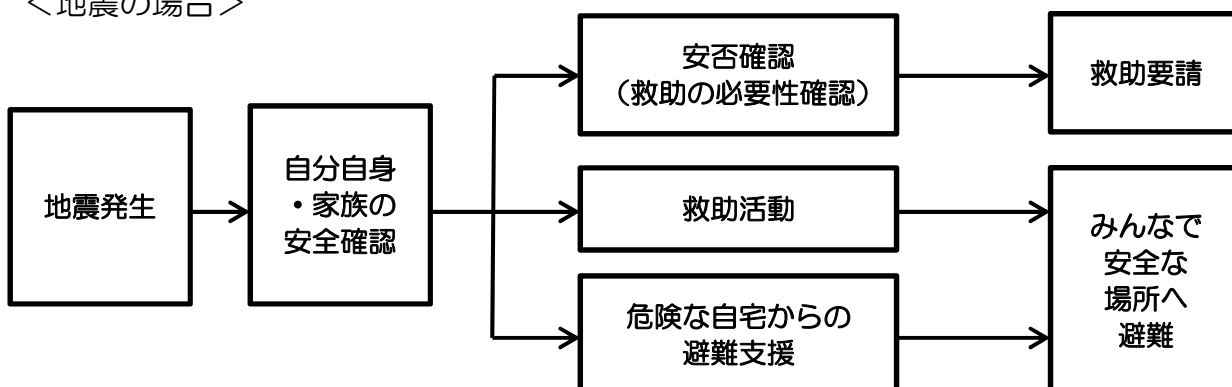 ＜地震の場合＞
地震発生
自分自身
・家族の
安全確認
安否確認
（救助の必要性確認）
救助要請
救助活動
危険な自宅からの
避難支援
みんなで
安全な
場所へ
避難